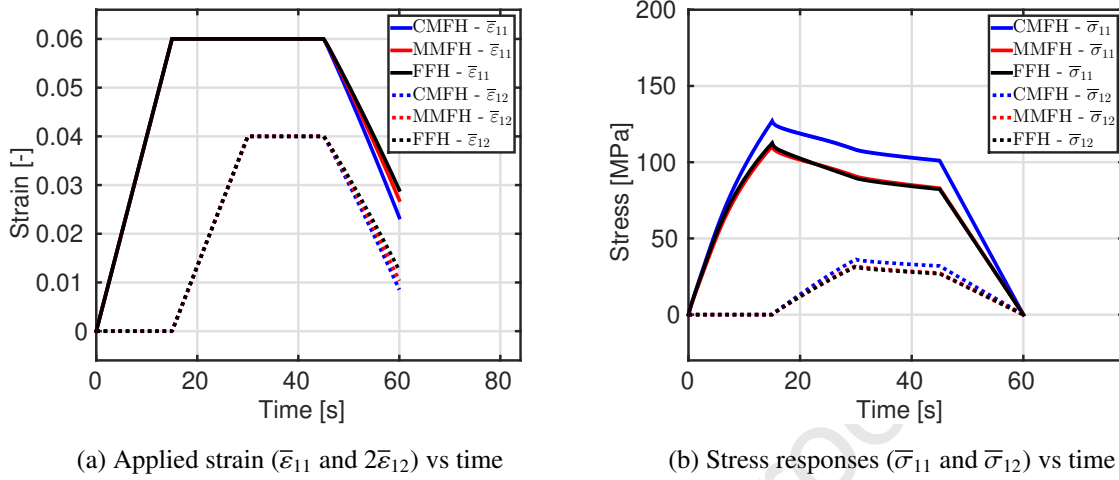 0.06
0.05
0.04
0.03
0.02
0.01
0
Strain [-]
0 20 40 60 80
Time [s]
CMFH - ε̅₁₁
MMFH - ε̅₁₁
FFH - ε̅₁₁
CMFH - ε̅₁₂
MMFH - ε̅₁₂
FFH - ε̅₁₂
(a) Applied strain (ε̅₁₁ and 2ε̅₁₂) vs time
200
150
100
50
0
Stress [MPa]
0 20 40 60
Time [s]
CMFH - σ̅₁₁
MMFH - σ̅₁₁
FFH - σ̅₁₁
CMFH - σ̅₁₂
MMFH - σ̅₁₂
FFH - σ̅₁₂
(b) Stress responses (σ̅₁₁ and σ̅₁₂) vs time